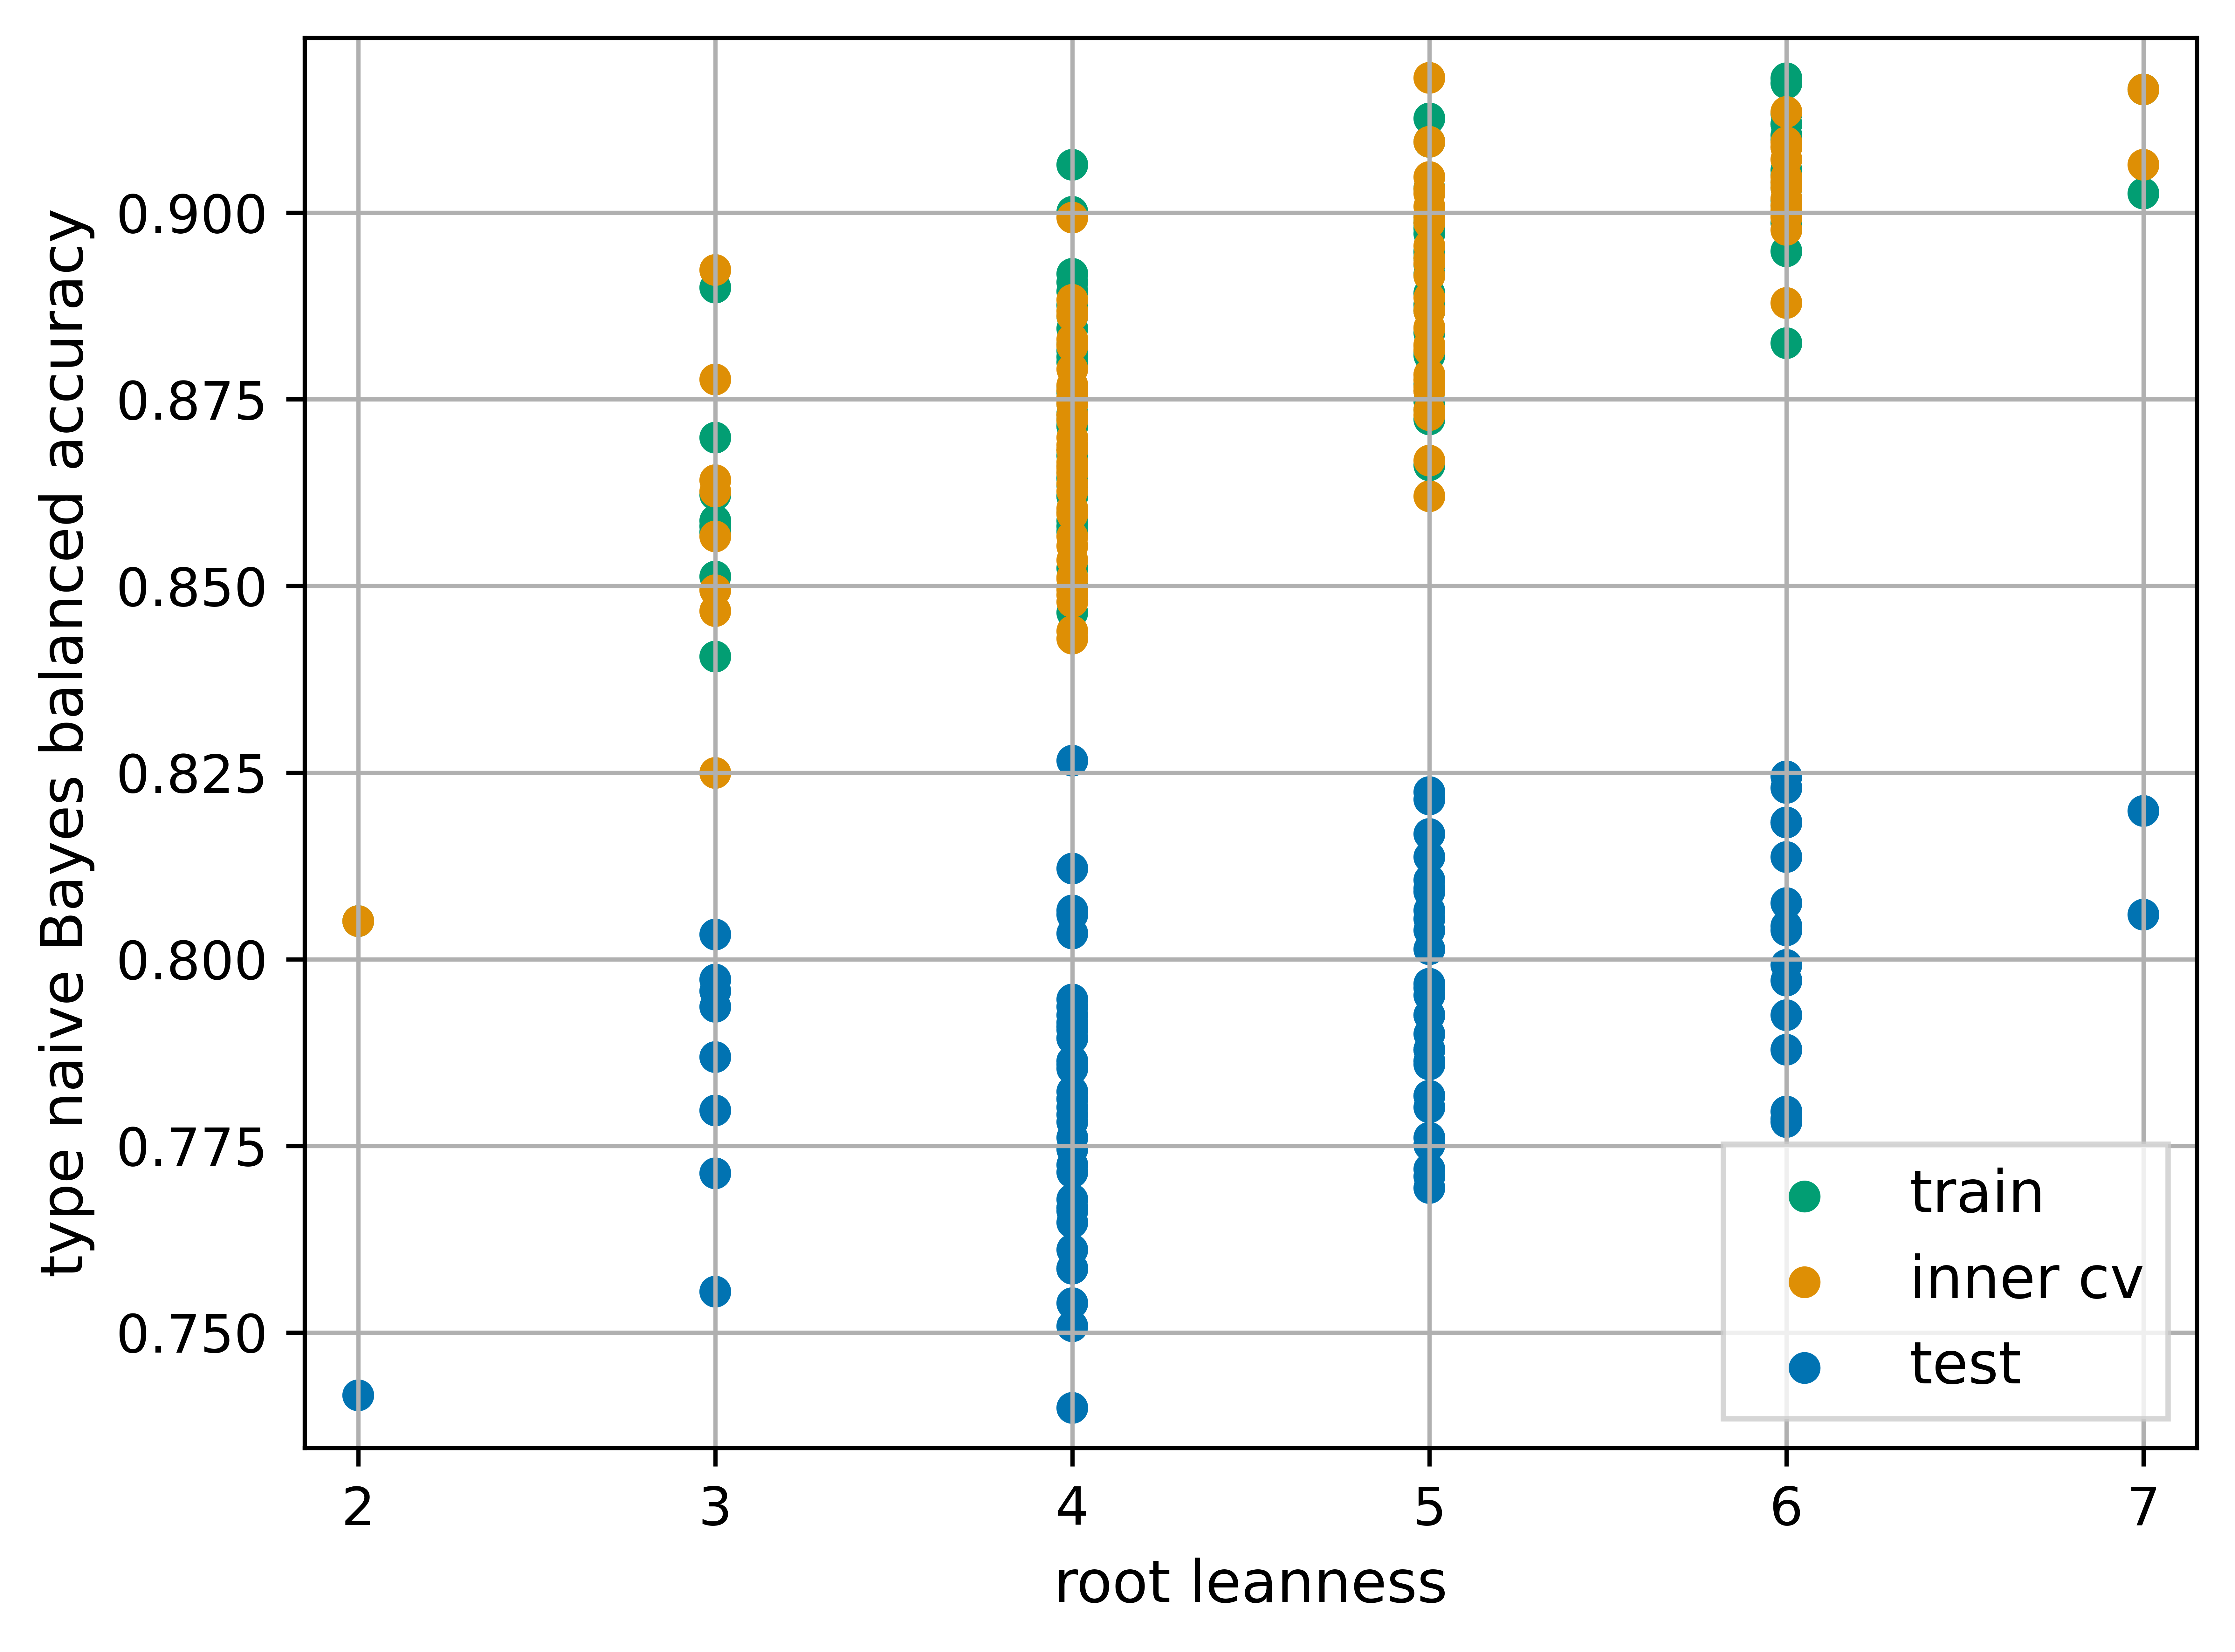 type naive Bayes balanced accuracy
0.900
0.875
0.850
0.825
0.800
0.775
0.750
train
inner cv
test
2 3 4 5 6 7
root leanness